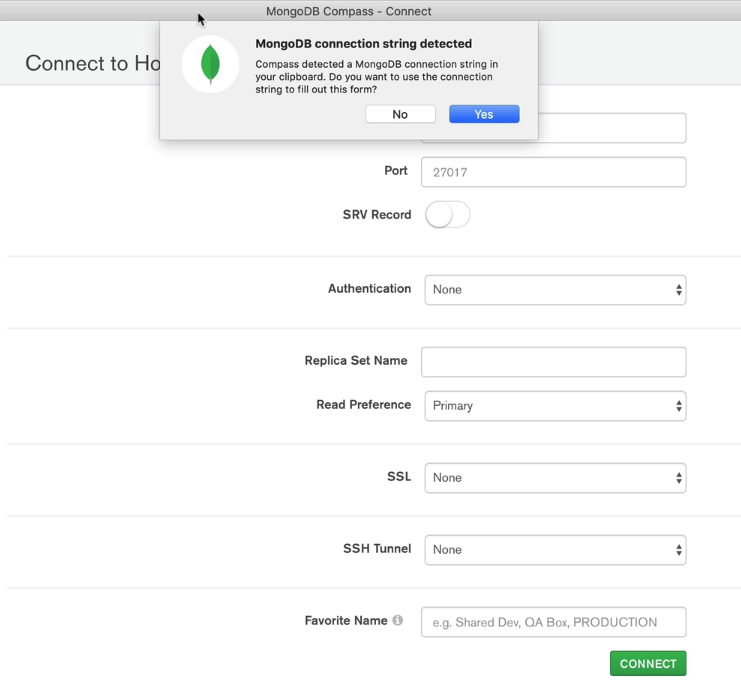 MongoDB Compass - Connect
MongoDB connection string detected
Compass detected a MongoDB connection string in
your clipboard. Do you want to use the connection
string to fill out this form?
No
Yes
Connect to Ho
Port
27017
SRV Record
Authentication
None
Replica Set Name
Read Preference
Primary
SSL
None
SSH Tunnel
None
Favorite Name
e.g. Shared Dev, QA Box, PRODUCTION
CONNECT